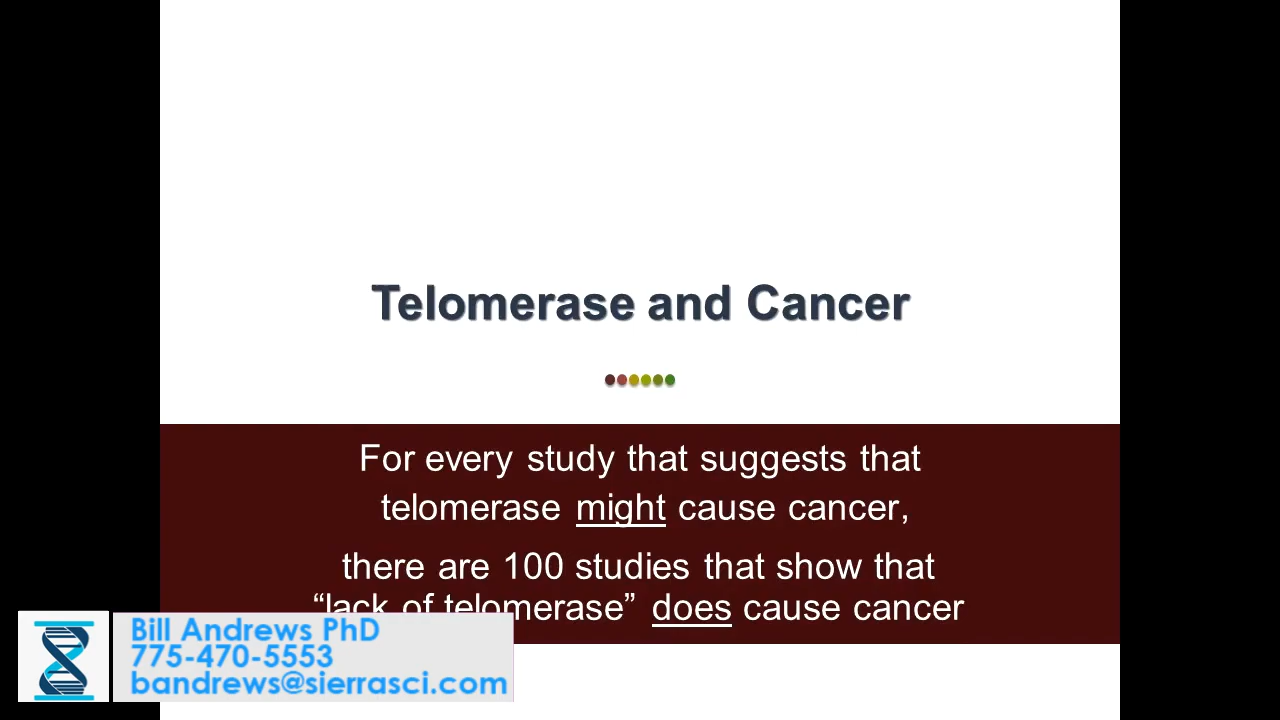 Telomerase and Cancer
For every study that suggests that
telomerase might cause cancer,
there are 100 studies that show that
“lack of telomerase” does cause cancer
Bill Andrews PhD
775-470-5553
bandrews@sierrasci.com